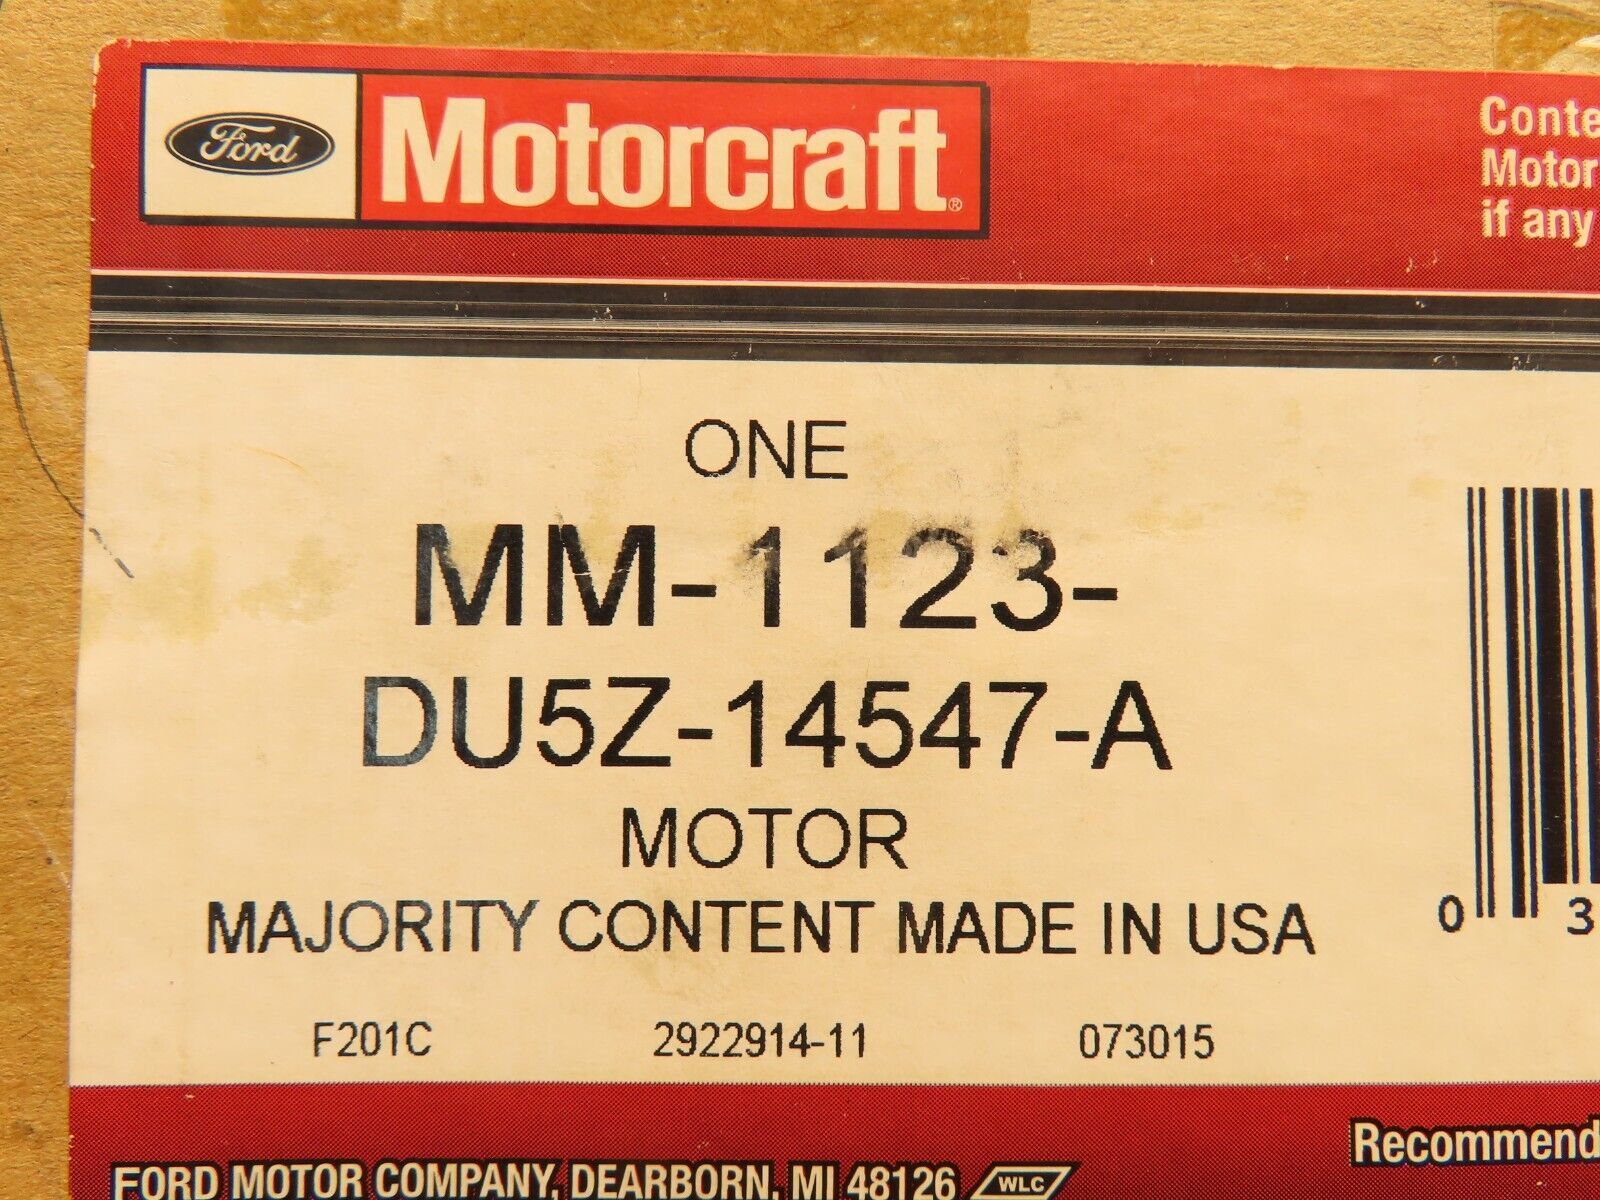 Ford Motorcraft®
Conte
Motor
if any
ONE
MM-1123-
DU5Z-14547-A
MOTOR
MAJORITY CONTENT MADE IN USA
F201C 2922914-11 073015
0 3
Recommend
FORD MOTOR COMPANY, DEARBORN, MI 48126 WLC